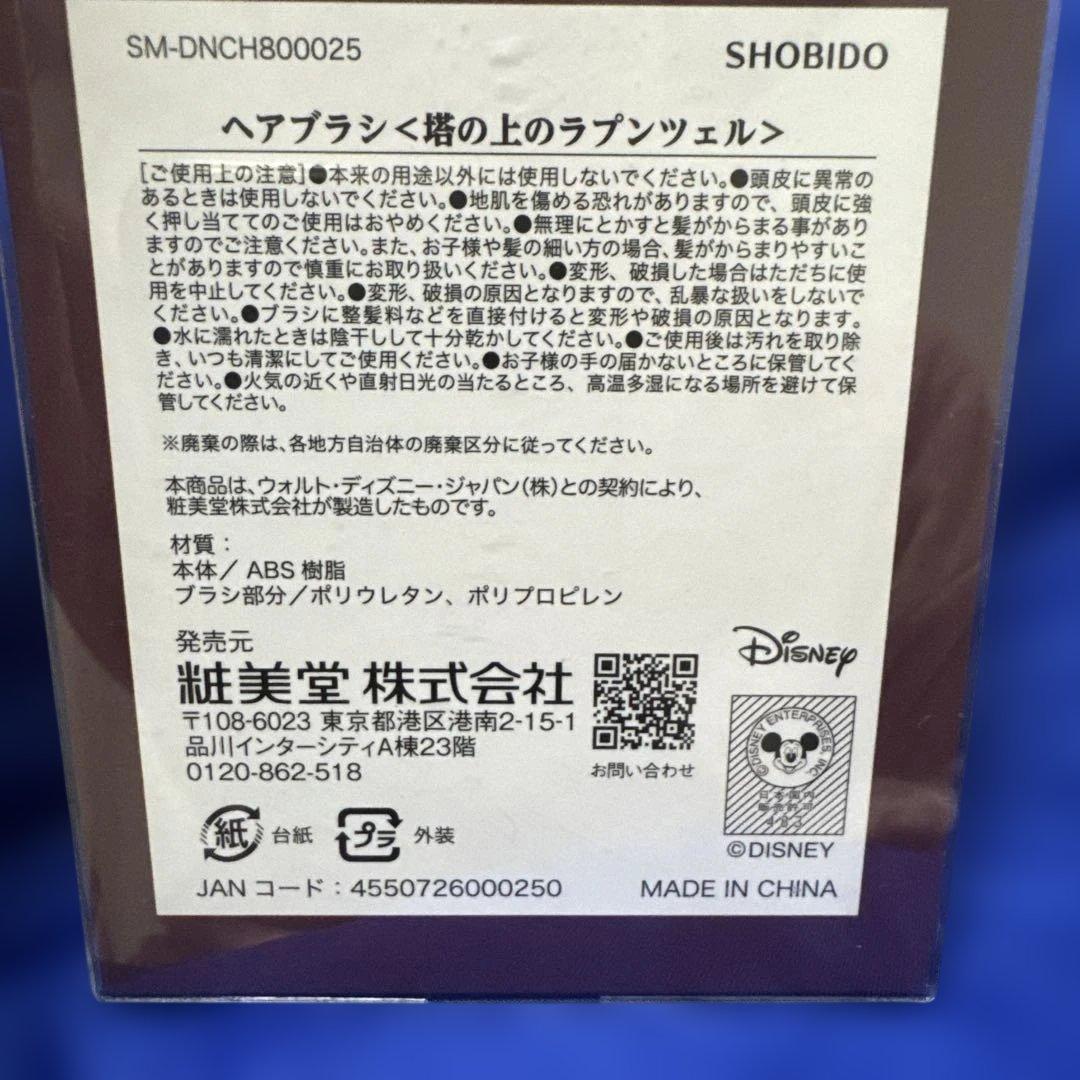 SM-DNCH800025
SHOBIDO
ヘアブラシ＜塔の上のラプンツェル＞
[ご使用上の注意]●本来の用途以外には使用しないでください。●頭皮に異常の
あるときは使用しないでください。●地肌を傷める恐れがありますので、頭皮に強
く押し当ててのご使用はおやめください。●無理にとかすと髪がからまる事があり
ますのでご注意ください。また、お子様や髪の細い方の場合、髪がからまりやすいこ
とがありますので慎重にお取り扱いください。●変形、破損した場合はただちに使
用を中止してください。●変形、破損の原因となりますので、乱暴な扱いをしないで
ください。●ブラシに整髪料などを直接付けると変形や破損の原因となります。
●水に濡れたときは陰干しして十分乾かしてください。●ご使用後は汚れを取り除
き、いつも清潔にしてご使用ください。●お子様の手の届かないところに保管してく
ださい。●火気の近くや直射日光の当たるところ、高温多湿になる場所を避けて保
管してください。
※廃棄の際は、各地方自治体の廃棄区分に従ってください。
本商品は、ウォルト・ディズニー・ジャパン(株)との契約により、
粧美堂株式会社が製造したものです。
材質：
本体／ABS樹脂
ブラシ部分／ポリウレタン、ポリプロピレン
発売元
粧美堂 株式会社
〒108-6023 東京都港区港南2-15-1
品川インターシティA棟23階
0120-862-518
お問い合わせ
Disney
©DISNEY ENTERPRISES, INC.
日本国内
販売許可
493
©DISNEY
紙 台紙 プラ 外装
JANコード：4550726000250
MADE IN CHINA